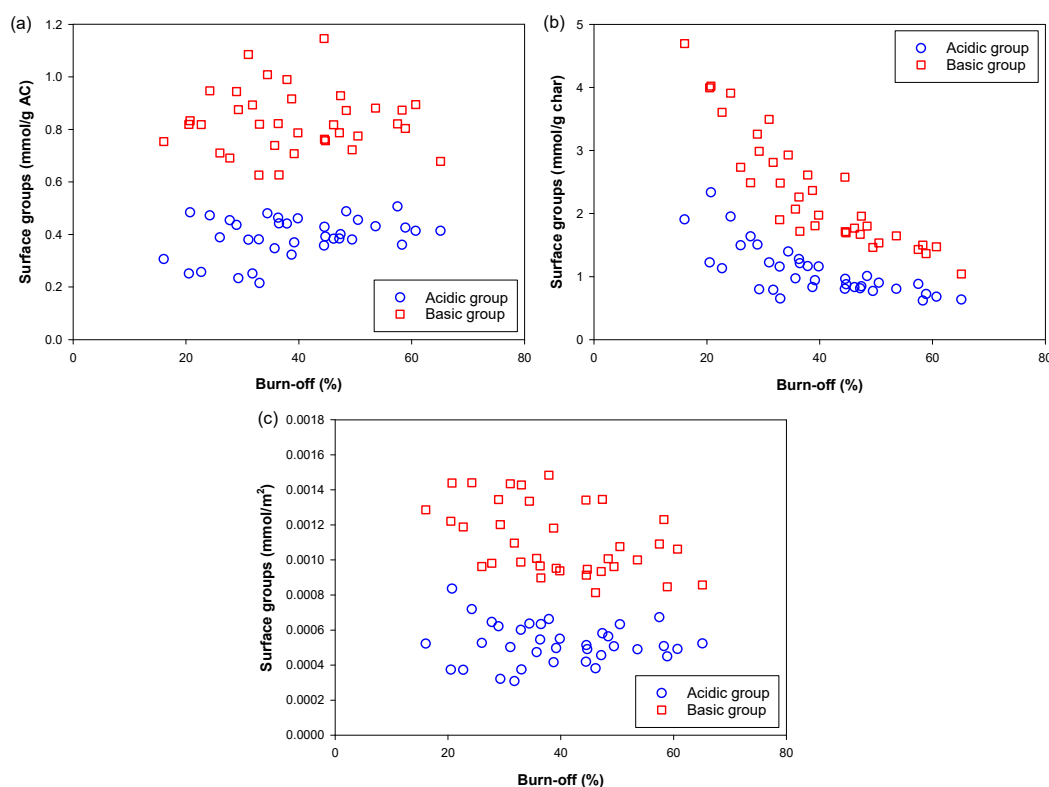 (a)
1.2
1.0
0.8
0.6
0.4
0.2
0.0
Surface groups (mmol/g AC)
0 20 40 60 80
Burn-off (%)
Acidic group
Basic group
(b)
5
4
3
2
1
0
Surface groups (mmol/g char)
0 20 40 60 80
Burn-off (%)
Acidic group
Basic group
(c)
0.0018
0.0016
0.0014
0.0012
0.0010
0.0008
0.0006
0.0004
0.0002
0.0000
Surface groups (mmol/m²)
0 20 40 60 80
Burn-off (%)
Acidic group
Basic group